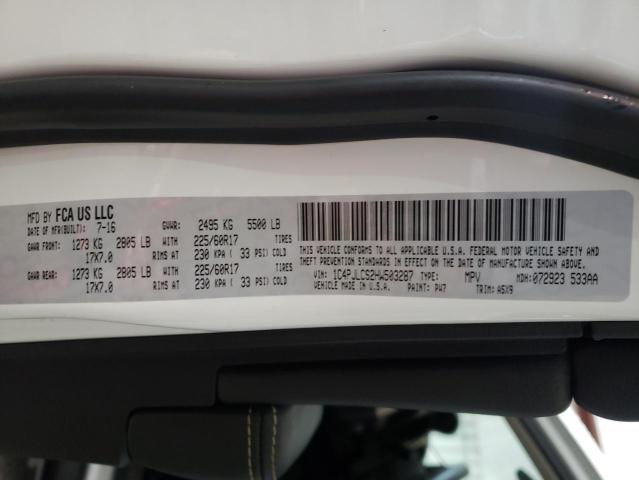 MFD BY FCA US LLC
DATE OF MFR(BUILT): 7-16 GVWR: 2495 KG 5500 LB
GAWR FRONT: 1273 KG 2805 LB WITH 225/60R17 TIRES
17X7.0 RIMS AT 230 KPA ( 33 PSI) COLD
GAWR REAR: 1273 KG 2805 LB WITH 225/60R17 TIRES
17X7.0 RIMS AT 230 KPA ( 33 PSI) COLD
THIS VEHICLE CONFORMS TO ALL APPLICABLE U.S.A. FEDERAL MOTOR VEHICLE SAFETY AND
THEFT PREVENTION STANDARDS IN EFFECT ON THE DATE OF MANUFACTURE SHOWN ABOVE.
VIN: 1C4PJLCS2HW503287 TYPE: MPV MDH: 072923 533AA
VEHICLE MADE IN U.S.A. PAINT: PW7 TRIM: A5X9